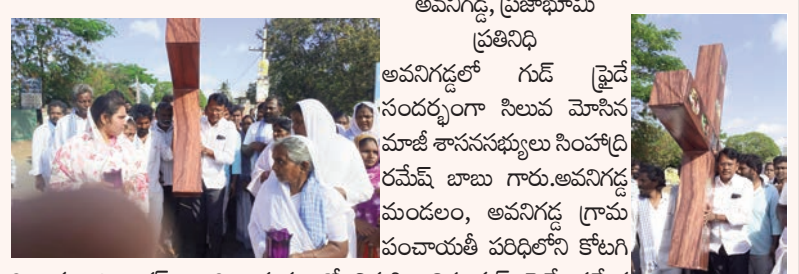 అవనిగడ్డ, ప్రజాభూమి
ప్రతినిధి
అవనిగడ్డలో గుడ్ ఫ్రైడే
సందర్భంగా సిలువ మోసిన
మాజీ శాసనసభ్యులు సింహాద్రి
రమేష్ బాబు గారు.అవనిగడ్డ
మండలం, అవనిగడ్డ గ్రామ
పంచాయతీ పరిధిలోని కోటగి